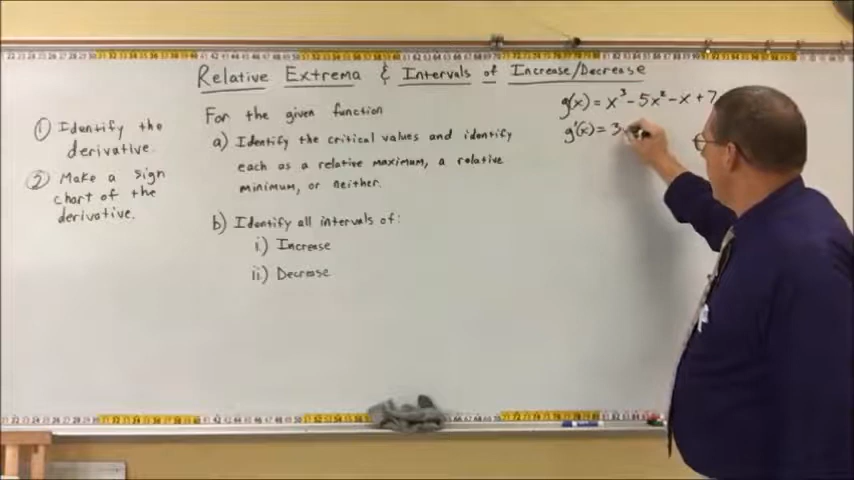 Relative Extrema & Intervals of Increase/Decrease
① Identify the
derivative.
② Make a sign
chart of the
derivative.
For the given function
a) Identify the critical values and identify
each as a relative maximum, a relative
minimum, or neither.
b) Identify all intervals of:
i.) Increase
ii.) Decrease
g(x) = x³ - 5x² - x + 7
g'(x) = 3x